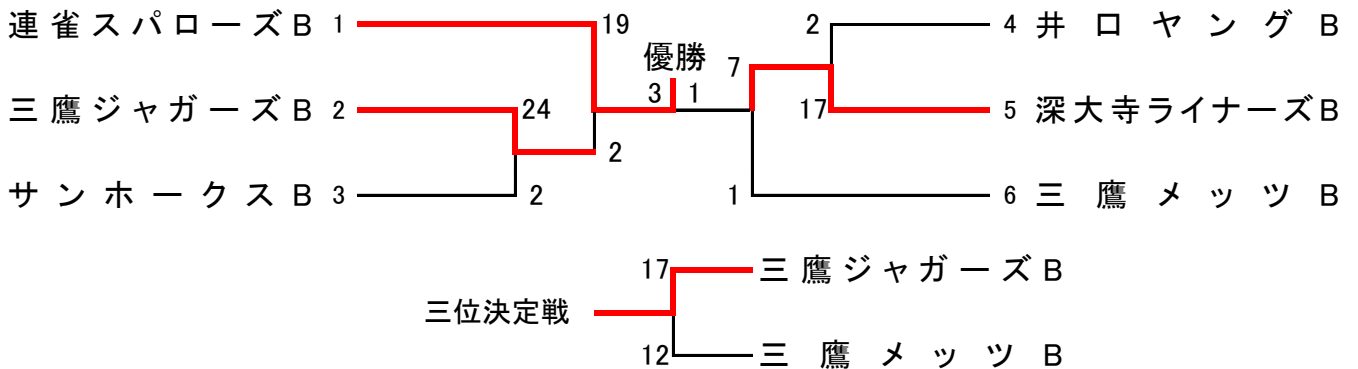 連雀スパローズB 1 19 2 4 井口ヤングB
優勝 7
3 1
三鷹ジャガーズB 2 24 17 5 深大寺ライナーズB
2
サンホークスB 3 2 1 6 三鷹メッツB
17 三鷹ジャガーズB
三位決定戦
12 三鷹メッツB